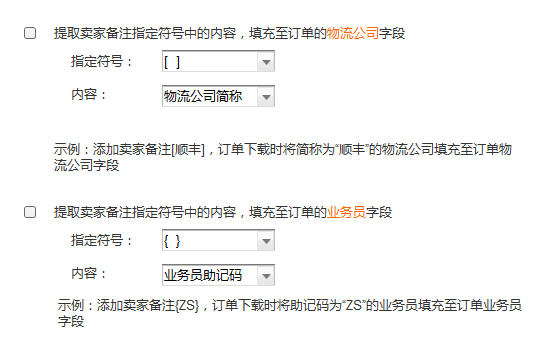 提取卖家备注指定符号中的内容，填充至订单的物流公司字段
指定符号：
[  ]
内容：
物流公司简称
示例：添加卖家备注[顺丰]，订单下载时将简称为“顺丰”的物流公司填充至订单物
流公司字段
提取卖家备注指定符号中的内容，填充至订单的业务员字段
指定符号：
{  }
内容：
业务员助记码
示例：添加卖家备注{ZS}，订单下载时将助记码为“ZS”的业务员填充至订单业务员
字段